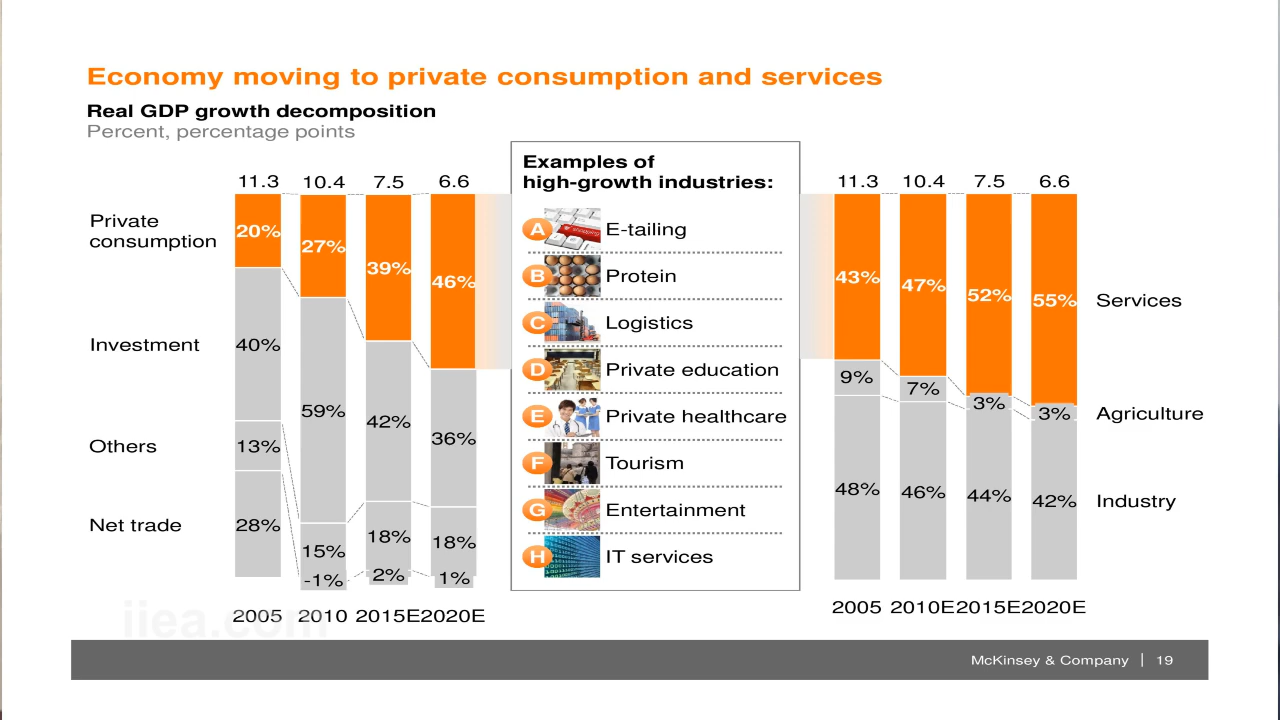 Economy moving to private consumption and services
Real GDP growth decomposition
Percent, percentage points
11.3 10.4 7.5 6.6
Private
consumption
20% 27% 39% 46%
Investment
40% 59% 42% 36%
Others
13% 15% 18% 18%
Net trade
28% -1% 2% 1%
2005 2010 2015E 2020E
Examples of
high-growth industries:
A E-tailing
B Protein
C Logistics
D Private education
E Private healthcare
F Tourism
G Entertainment
H IT services
11.3 10.4 7.5 6.6
43% 47% 52% 55% Services
9% 7% 3% 3% Agriculture
48% 46% 44% 42% Industry
2005 2010E 2015E 2020E
iiea.com
McKinsey & Company | 19